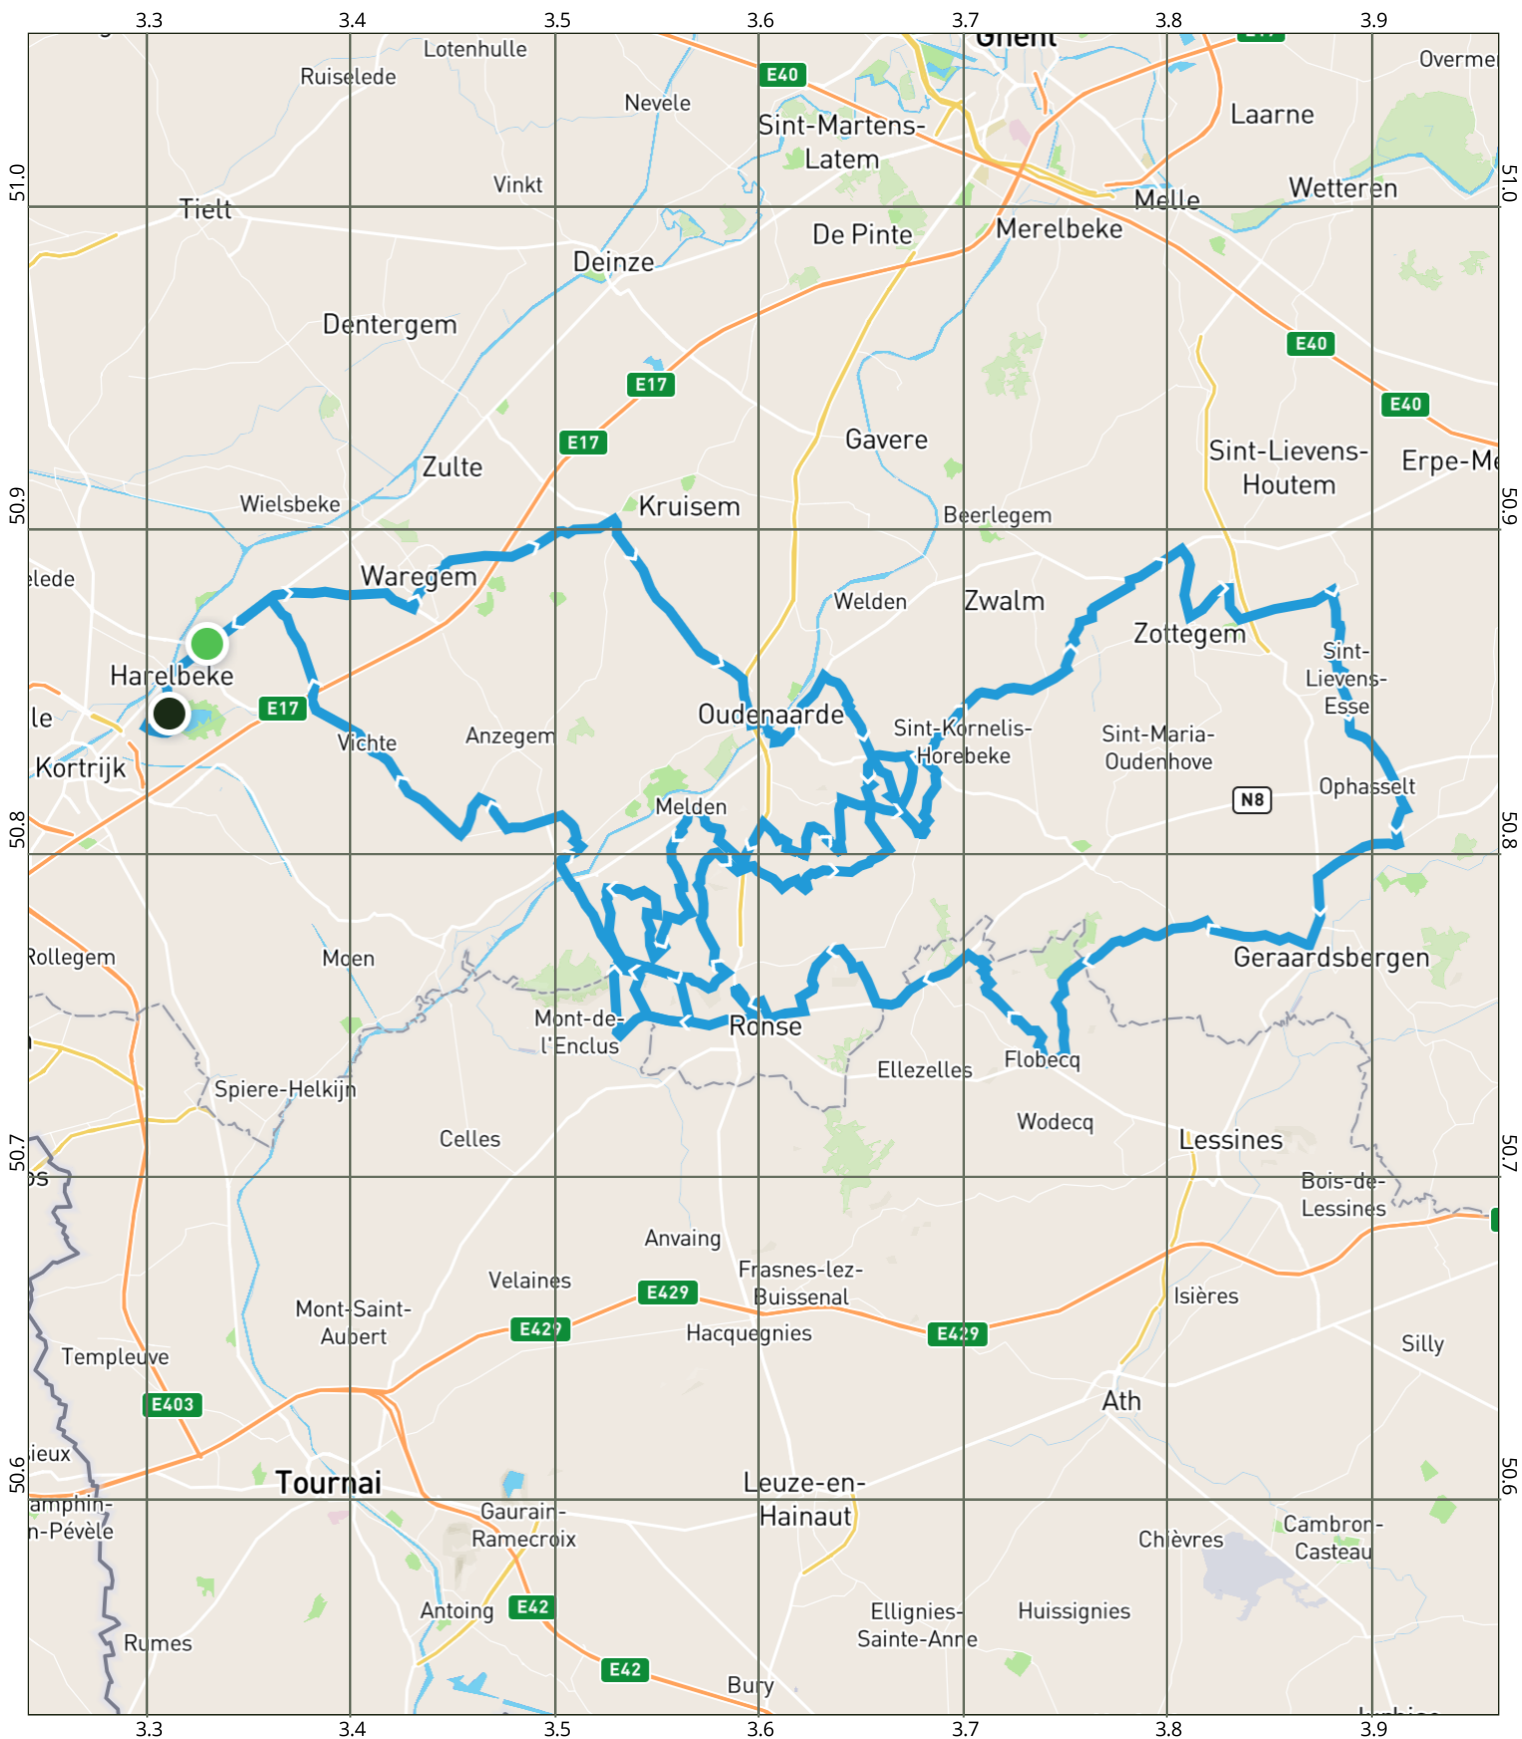 3.3 3.4 3.5 3.6 3.7 3.8 3.9
Ghent
Lotenhulle
Overme
Ruiselede
E40
Nevele
Laarne
Sint-Martens-
Latem
51.0
Vinkt
Wetteren
51.0
Tielt
Melle
De Pinte
Merelbeke
Deinze
Dentergem
E40
E17
E40
Gavere
E17
Sint-Lievens-
Houtem
Zulte
Erpe-Me
50.9
Wielsbeke
Kruisem
Beerlegem
50.9
elede
Waregem
Welden
Zwalm
Zottegem
Harelbeke
Sint-
Lievens-
Esse
E17
le
Oudenaarde
Vichte
Anzegem
Sint-Kornelis-
Horebeke
Sint-Maria-
Oudenhove
Kortrijk
Ophasselt
N8
Melden
50.8
50.8
Rollegem
Moen
Geraardsbergen
Mont-de-
l'Enclus
Ronse
Flobecq
Ellezelles
Spiere-Helkijn
Wodecq
Celles
Lessines
50.7
50.7
os
Bois-de-
Lessines
Anvaing
Velaines
Frasnes-lez-
Buissenal
E429
Isières
Mont-Saint-
Aubert
E429
Hacquegnies
E429
Silly
Templeuve
E403
Ath
sieux
Tournai
Leuze-en-
Hainaut
50.6
50.6
amphin-
n-Pévèle
Gaurain-
Ramecroix
Chièvres
Cambron-
Casteau
Antoing
E42
Ellignies-
Sainte-Anne
Huissignies
Rumes
E42
Bury
3.3 3.4 3.5 3.6 3.7 3.8 3.9